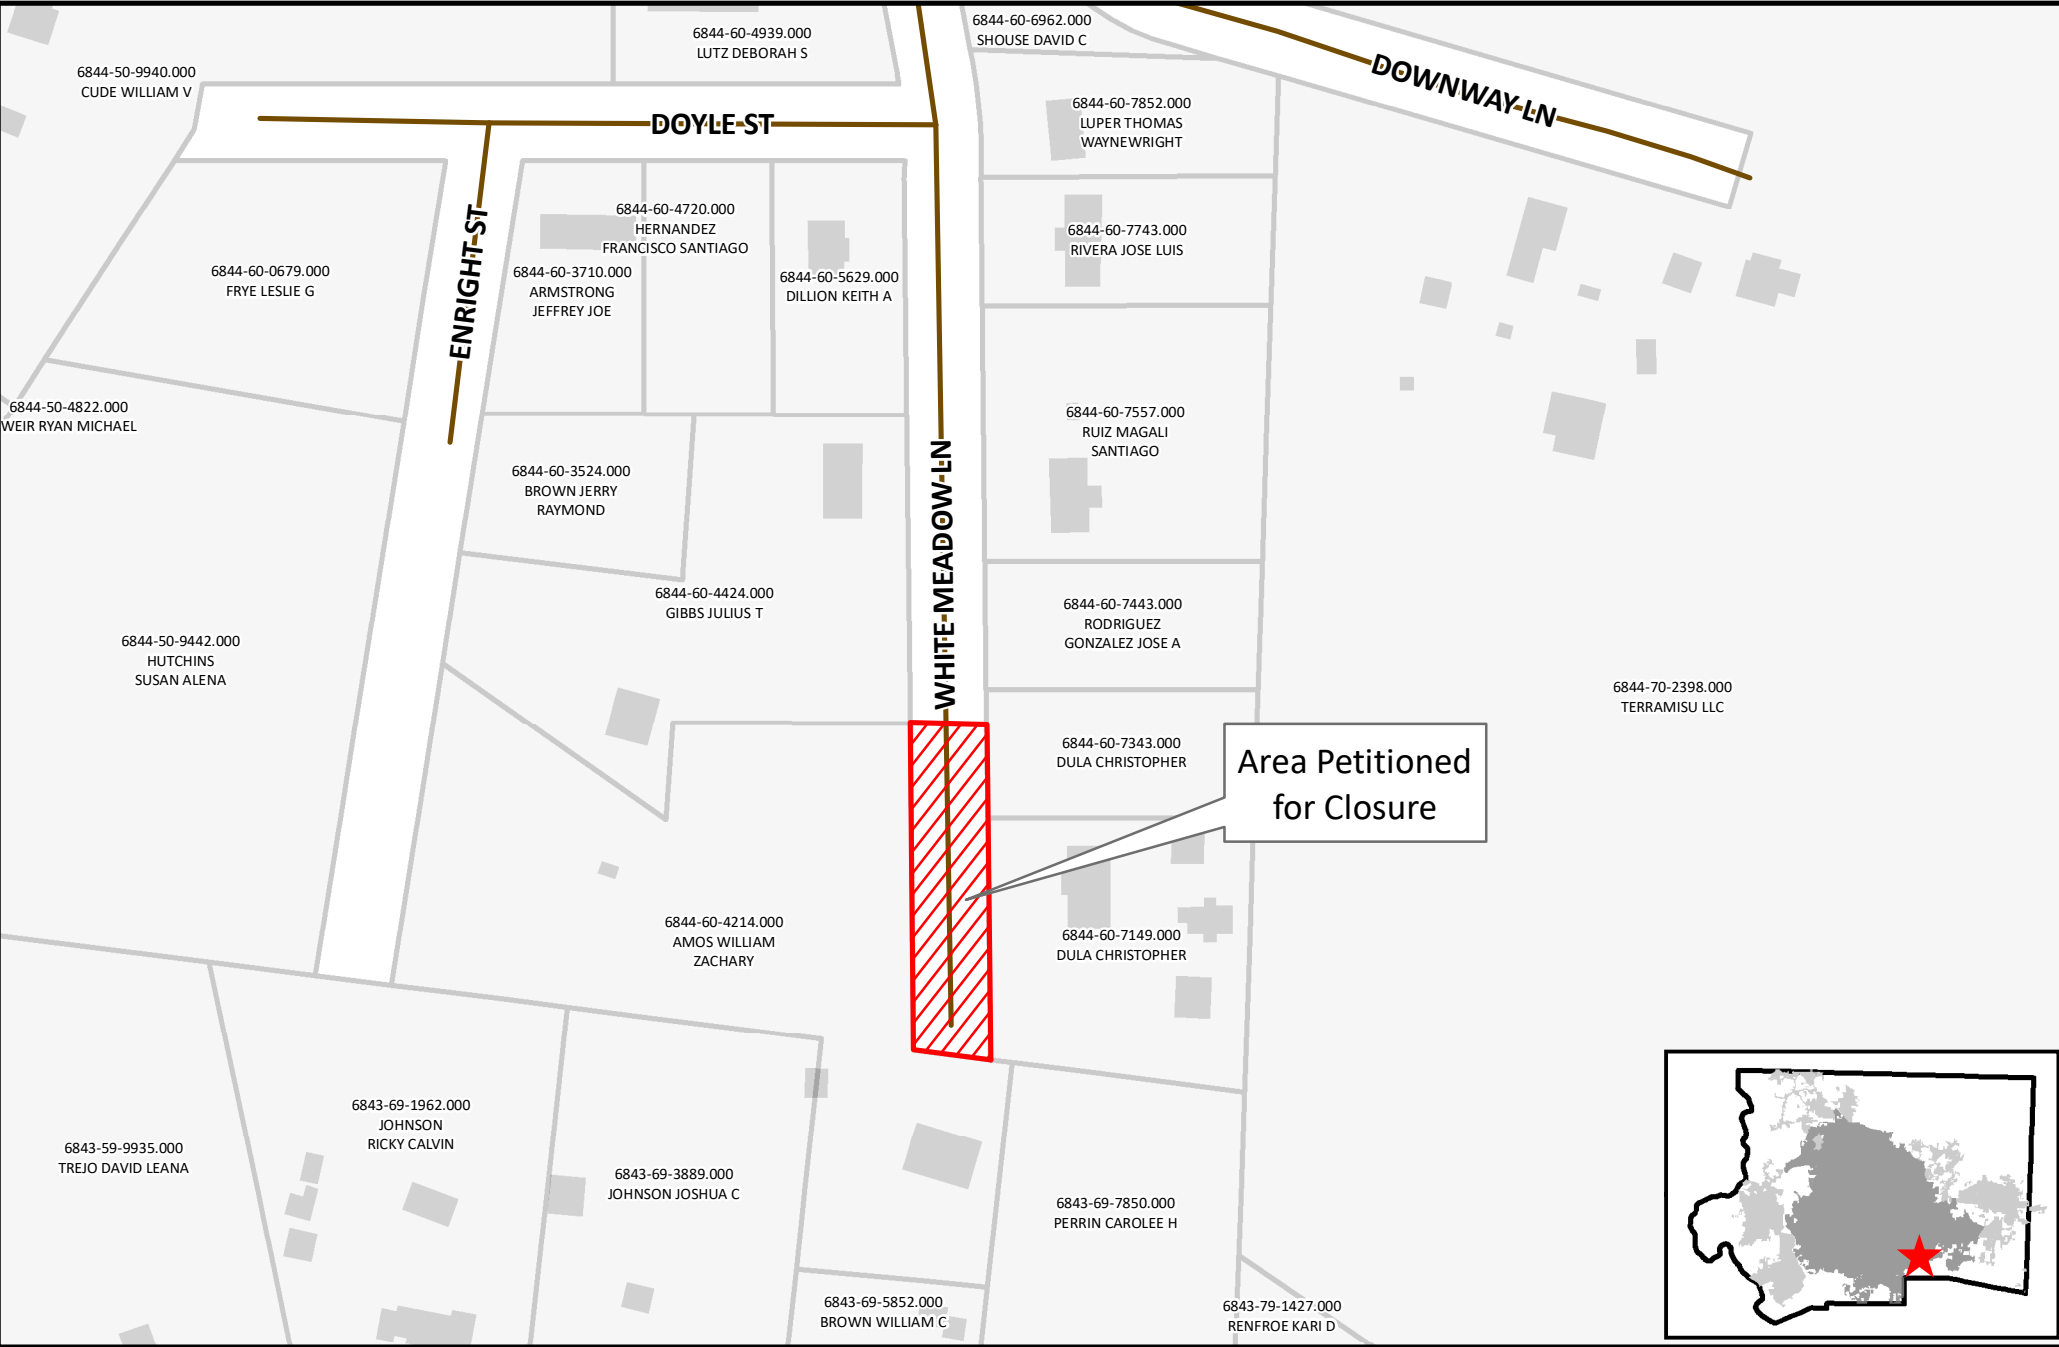 6844-60-6962.000
SHOUSE DAVID C
6844-60-4939.000
LUTZ DEBORAH S
6844-50-9940.000
CUDE WILLIAM V
DOWNWAY LN
6844-60-7852.000
LUPER THOMAS
WAYNEWRIGHT
DOYLE ST
6844-60-4720.000
HERNANDEZ
FRANCISCO SANTIAGO
6844-60-7743.000
RIVERA JOSE LUIS
ENRIGHT ST
6844-60-0679.000
FRYE LESLIE G
6844-60-3710.000
ARMSTRONG
JEFFREY JOE
6844-60-5629.000
DILLION KEITH A
6844-50-4822.000
WEIR RYAN MICHAEL
6844-60-7557.000
RUIZ MAGALI
SANTIAGO
6844-60-3524.000
BROWN JERRY
RAYMOND
WHITE MEADOW LN
6844-60-4424.000
GIBBS JULIUS T
6844-60-7443.000
RODRIGUEZ
GONZALEZ JOSE A
6844-50-9442.000
HUTCHINS
SUSAN ALENA
6844-70-2398.000
TERRAMISU LLC
6844-60-7343.000
DULA CHRISTOPHER
Area Petitioned
for Closure
6844-60-4214.000
AMOS WILLIAM
ZACHARY
6844-60-7149.000
DULA CHRISTOPHER
6843-69-1962.000
JOHNSON
RICKY CALVIN
6843-59-9935.000
TREJO DAVID LEANA
6843-69-3889.000
JOHNSON JOSHUA C
6843-69-7850.000
PERRIN CAROLEE H
6843-69-5852.000
BROWN WILLIAM C
6843-79-1427.000
RENFROE KARI D